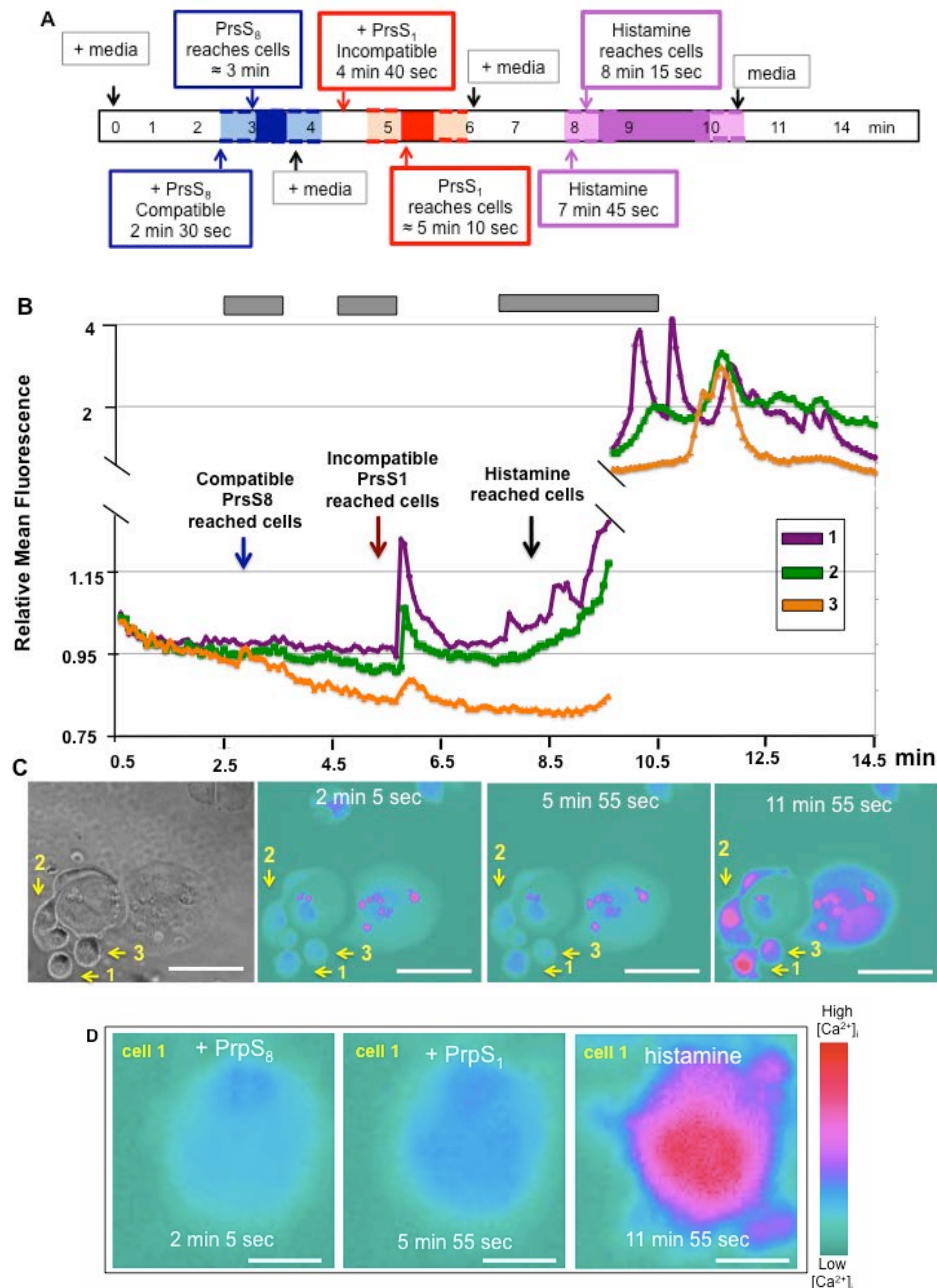 A
+ media
PrsS₈
reaches cells
≈ 3 min
+ PrsS₁
Incompatible
4 min 40 sec
+ media
Histamine
reaches cells
8 min 15 sec
media
0 1 2 3 4 5 6 7 8 9 10 11 14 min
+ PrsS₈
Compatible
2 min 30 sec
+ media
PrsS₁
reaches cells
≈ 5 min 10 sec
Histamine
7 min 45 sec
B
Relative Mean Fluorescence
4
2
1.15
0.95
0.75
Compatible
PrsS8
reached cells
Incompatible
PrsS1
reached cells
Histamine
reached cells
1
2
3
0.5 2.5 4.5 6.5 8.5 10.5 12.5 14.5 min
C
2
3
1
2 min 5 sec
2
3
1
5 min 55 sec
2
3
1
11 min 55 sec
2
3
1
D
cell 1
+ PrpS₈
2 min 5 sec
cell 1
+ PrpS₁
5 min 55 sec
cell 1
histamine
11 min 55 sec
High
[Ca²⁺]ᵢ
Low
[Ca²⁺]ᵢ